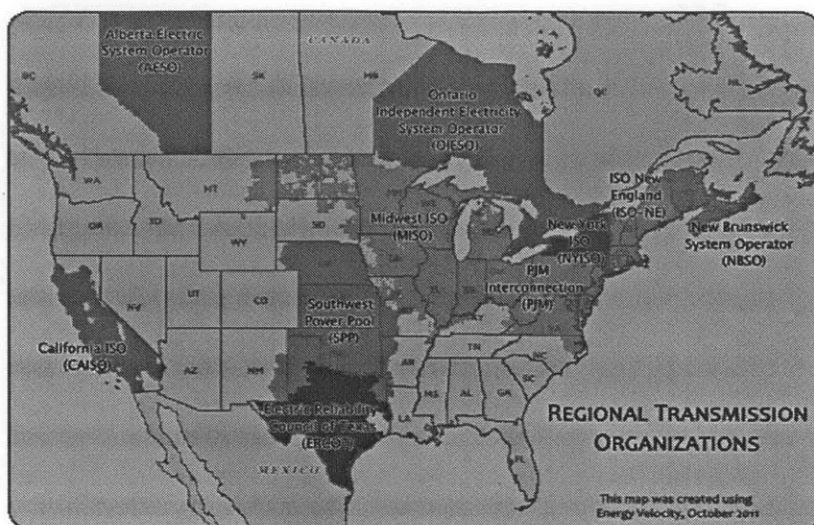 Alberta Electric
System Operator
(AESO)
CANADA
BC
SK
MB
Ontario
Independent Electricity
System Operator
(OIESO)
QC
NL
WA
MT
ISO New
England
(ISO-NE)
OR
ID
SD
Midwest ISO
(MISO)
New York
ISO
(NYISO)
New Brunswick
System Operator
(NBSO)
WY
PJM
Interconnection
(PJM)
NV
UT
CO
Southwest
Power Pool
(SPP)
IL
KY
VA
California ISO
(CAISO)
AZ
NM
AR
TN
NC
SC
MS
AL
GA
LA
FL
Electric Reliability
Council of Texas
MEXICO
REGIONAL TRANSMISSION
ORGANIZATIONS
This map was created using
Energy Velocity, October 2011